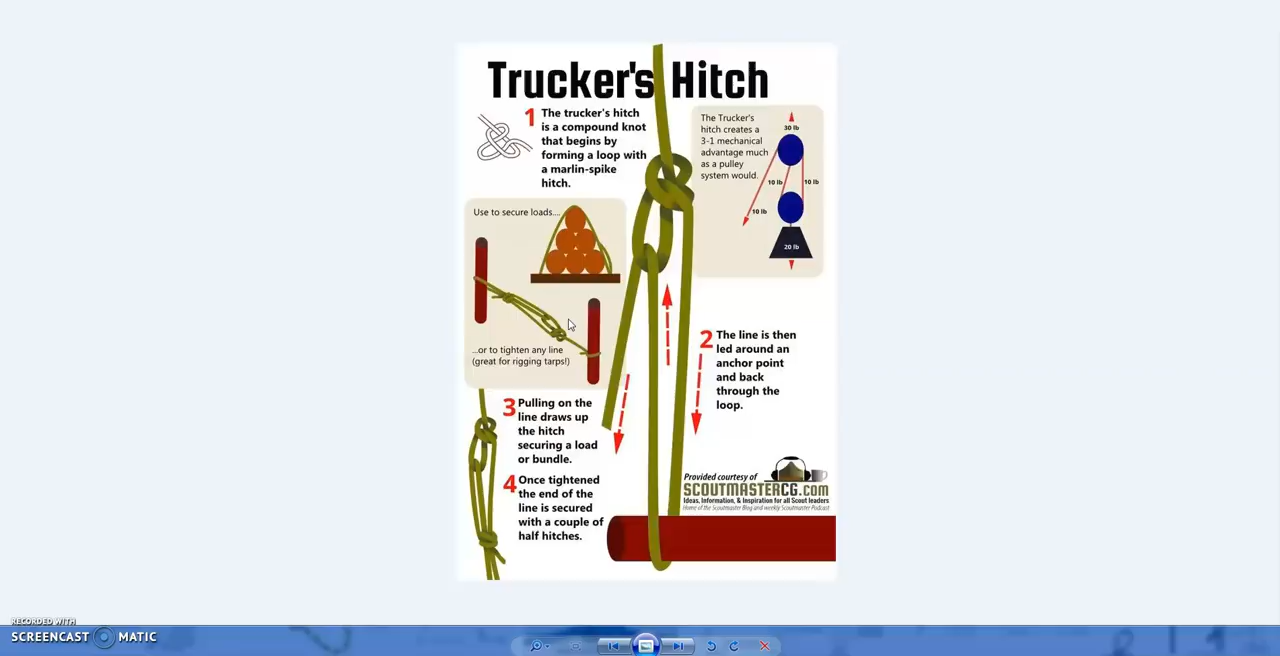 Trucker's Hitch
1 The trucker's hitch
is a compound knot
that begins by
forming a loop with
a marlin-spike
hitch.
The Trucker's
hitch creates a
3-1 mechanical
advantage much
as a pulley
system would.
30 lb
10 lb
10 lb
10 lb
20 lb
Use to secure loads....
...or to tighten any line
(great for rigging tarps!)
2 The line is then
led around an
anchor point
and back
through the
loop.
3 Pulling on the
line draws up
the hitch
securing a load
or bundle.
4 Once tightened
the end of the
line is secured
with a couple of
half hitches.
Provided courtesy of
SCOUTMASTERCG.com
Ideas, Information, & Inspiration for all Scout leaders
Home of the Scoutmaster Blog and weekly Scoutmaster Podcast
RECORDED WITH
SCREENCAST MATIC